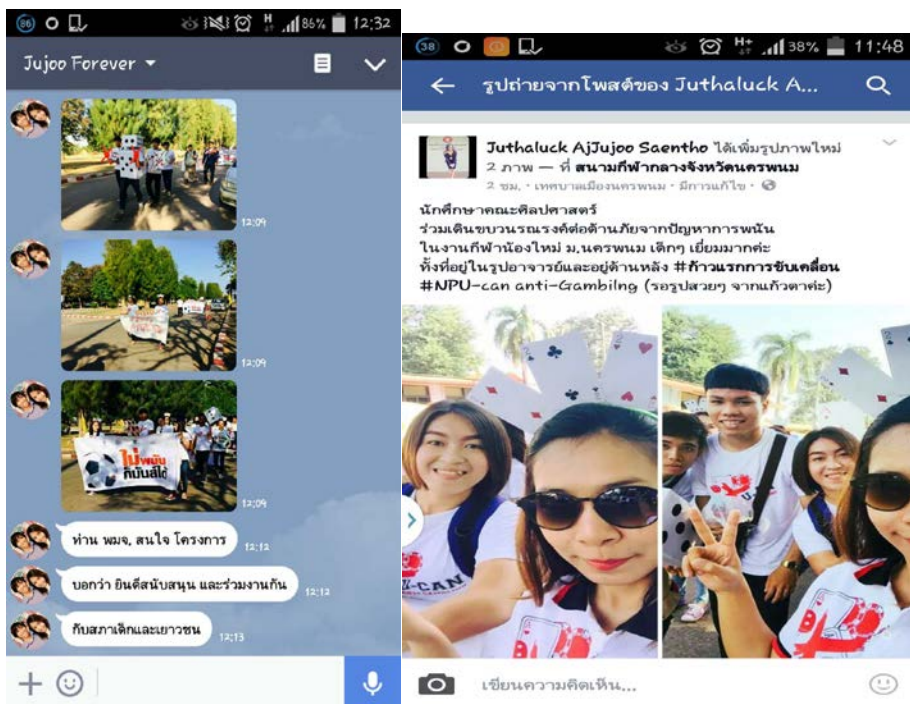 86
H
86%
12:32
Jujoo Forever
12:09
12:09
ไม่พนัน
ก็มันส์ได้
12:09
ท่าน พมจ. สนใจ โครงการ
12:12
บอกว่า ยินดีสนับสนุน และร่วมงานกัน
12:12
กับสภาเด็กและเยาวชน
12:13
38
H+
38%
11:48
รูปถ่ายจากโพสต์ของ Juthaluck A...
Juthaluck AjJujoo Saentho ได้เพิ่มรูปภาพใหม่
2 ภาพ — ที่ สนามกีฬากลางจังหวัดนครพนม
2 ชม. · เทศบาลเมืองนครพนม · มีการแก้ไข ·
นักศึกษาคณะศิลปศาสตร์
ร่วมเดินขบวนรณรงค์ต่อต้านภัยจากปัญหาการพนัน
ในงานกีฬาน้องใหม่ ม.นครพนม เด็กๆ เยี่ยมมากค่ะ
ทั้งที่อยู่ในรูปอาจารย์และอยู่ด้านหลัง #ก้าวแรกการขับเคลื่อน
#NPU-can anti-Gambilng (รอรูปสวยๆ จากแก้วตาค่ะ)
U-CAN
เขียนความคิดเห็น...